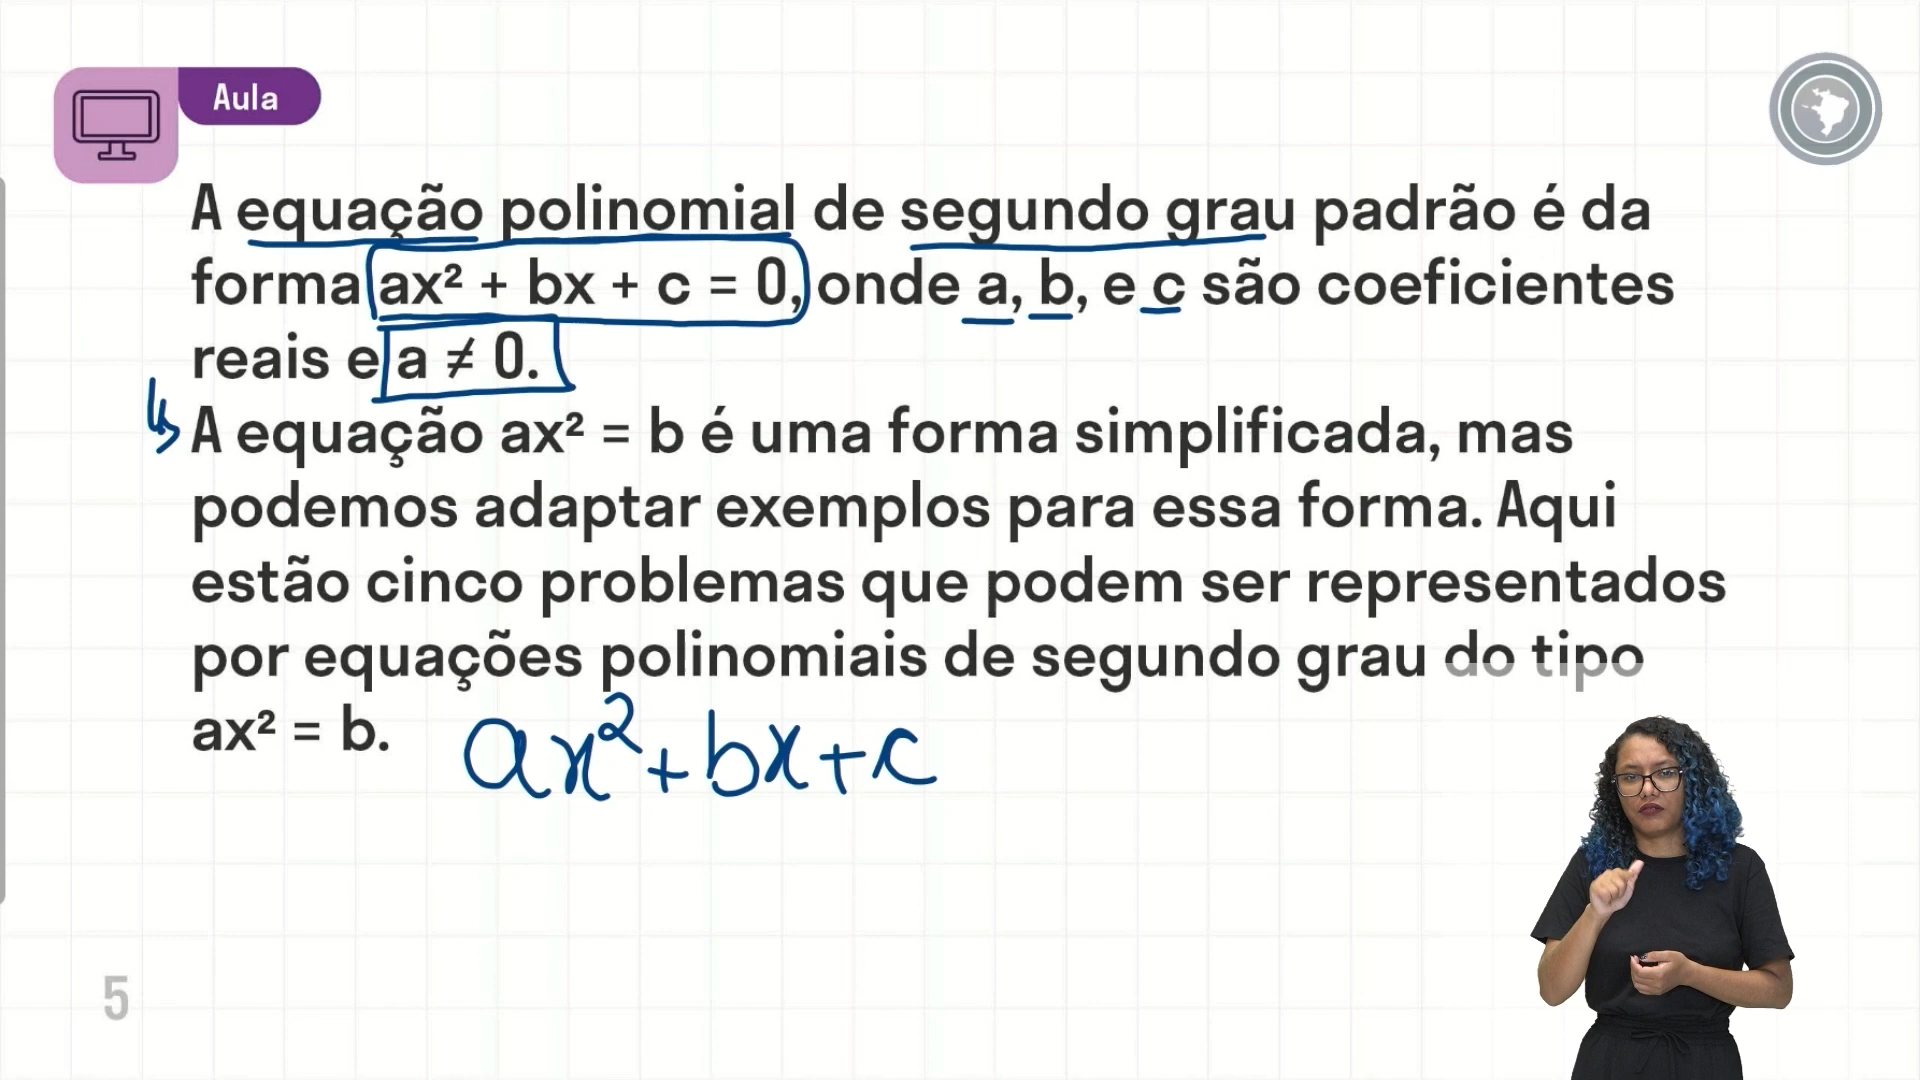 Aula
A equação polinomial de segundo grau padrão é da
forma ax² + bx + c = 0, onde a, b, e c são coeficientes
reais e a ≠ 0.
A equação ax² = b é uma forma simplificada, mas
podemos adaptar exemplos para essa forma. Aqui
estão cinco problemas que podem ser representados
por equações polinomiais de segundo grau do tipo
ax² = b.
ax²+bx+c
5